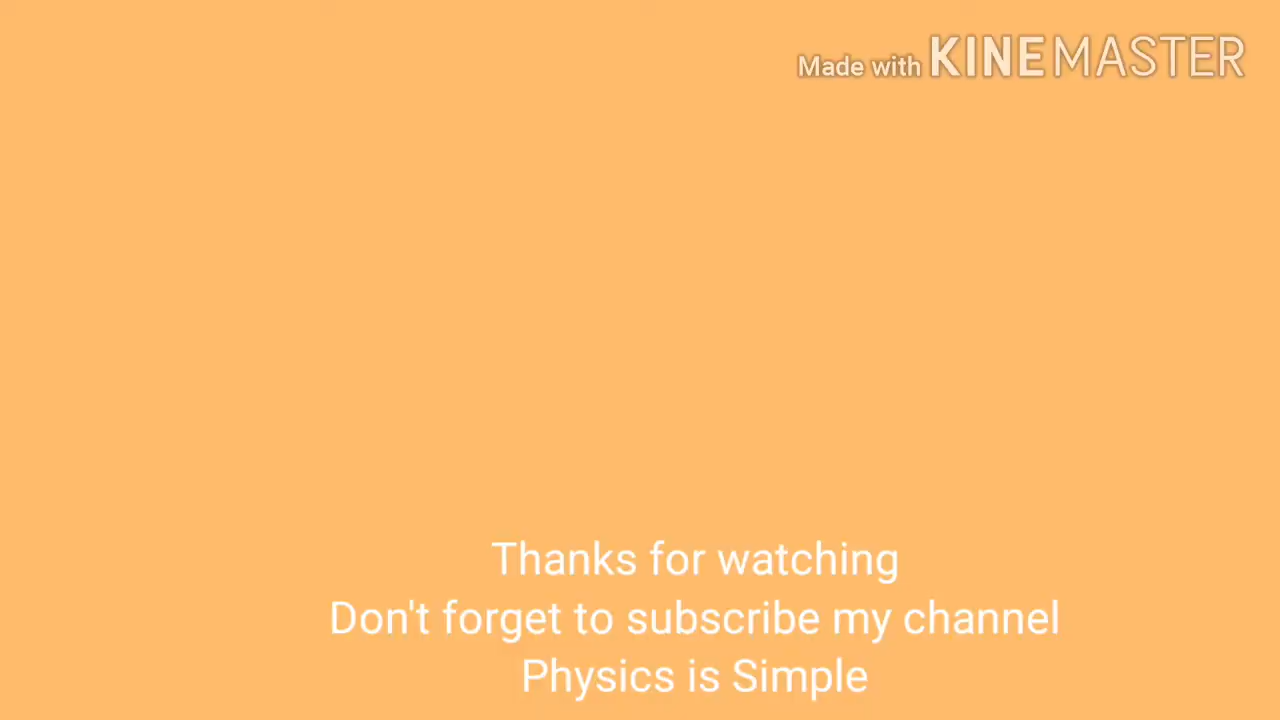 Made with KINEMASTER
Thanks for watching
Don't forget to subscribe my channel
Physics is Simple